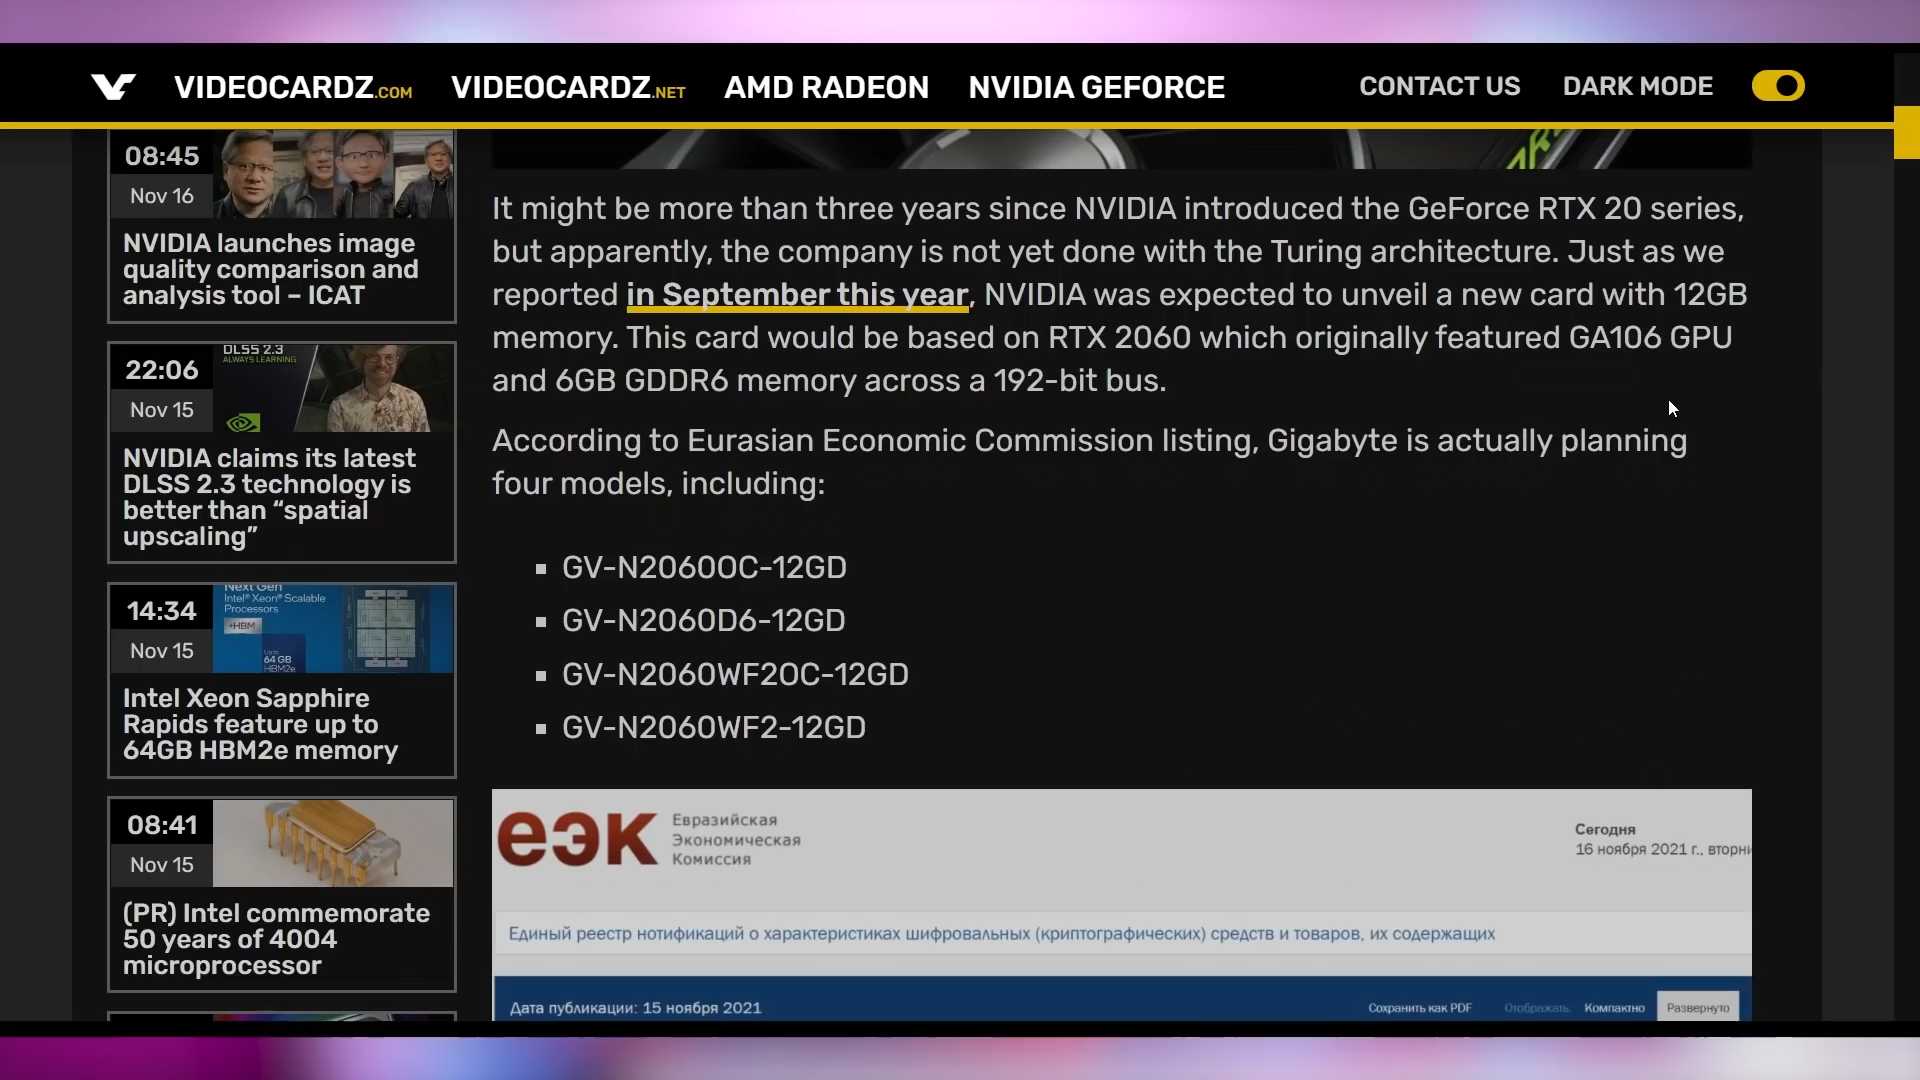 VIDEOCARDZ.COM VIDEOCARDZ.NET AMD RADEON NVIDIA GEFORCE CONTACT US DARK MODE
08:45
Nov 16
NVIDIA launches image
quality comparison and
analysis tool – ICAT
22:06
Nov 15
DLSS 2.3
ALWAYS LEARNING
NVIDIA claims its latest
DLSS 2.3 technology is
better than “spatial
upscaling”
14:34
Nov 15
Next Gen
Intel® Xeon® Scalable
Processors
+HBM
Up to
64 GB
HBM2e
Intel Xeon Sapphire
Rapids feature up to
64GB HBM2e memory
08:41
Nov 15
(PR) Intel commemorate
50 years of 4004
microprocessor
It might be more than three years since NVIDIA introduced the GeForce RTX 20 series,
but apparently, the company is not yet done with the Turing architecture. Just as we
reported in September this year, NVIDIA was expected to unveil a new card with 12GB
memory. This card would be based on RTX 2060 which originally featured GA106 GPU
and 6GB GDDR6 memory across a 192-bit bus.
According to Eurasian Economic Commission listing, Gigabyte is actually planning
four models, including:
GV-N2060OC-12GD
GV-N2060D6-12GD
GV-N2060WF2OC-12GD
GV-N2060WF2-12GD
еэк
Евразийская
Экономическая
Комиссия
Сегодня
16 ноября 2021 г., вторни
Единый реестр нотификаций о характеристиках шифровальных (криптографических) средств и товаров, их содержащих
Дата публикации: 15 ноября 2021 Сохранить как PDF Отображать: Компактно Развернуто